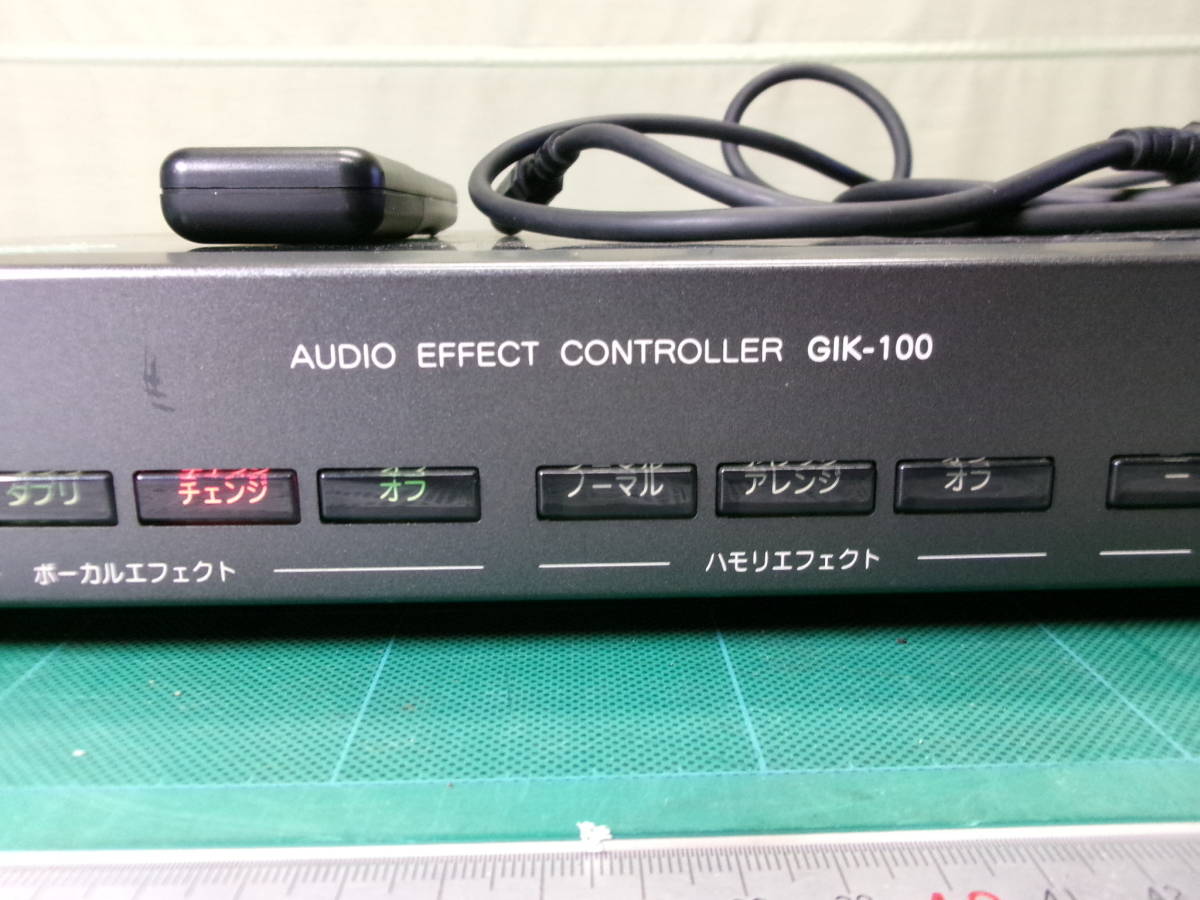 AUDIO EFFECT CONTROLLER GIK-100
ダブリ チェンジ オフ ノーマル アレンジ オフ
ボーカルエフェクト ハモリエフェクト
A1 A2